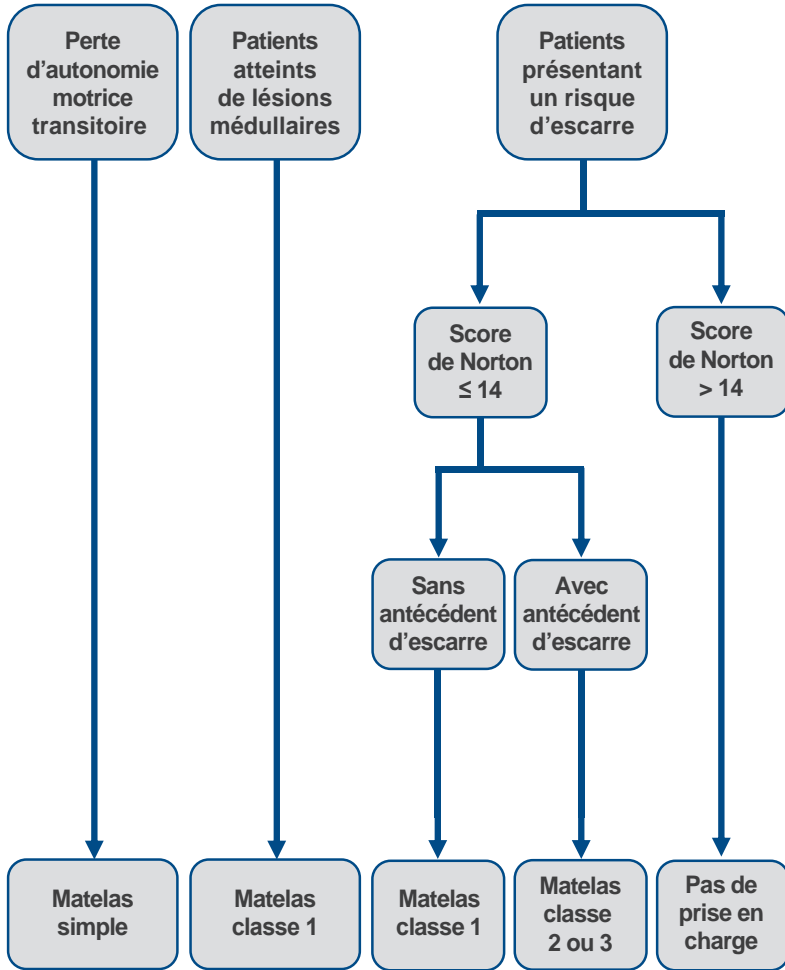 Perte
d’autonomie
motrice
transitoire
Patients
atteints
de lésions
médullaires
Patients
présentant
un risque
d’escarre
Score
de Norton
≤ 14
Score
de Norton
> 14
Sans
antécédent
d’escarre
Avec
antécédent
d’escarre
Matelas
simple
Matelas
classe 1
Matelas
classe 1
Matelas
classe
2 ou 3
Pas de
prise en
charge